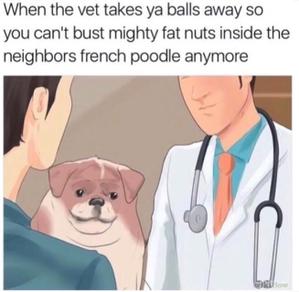 When the vet takes ya balls away so
you can't bust mighty fat nuts inside the
neighbors french poodle anymore